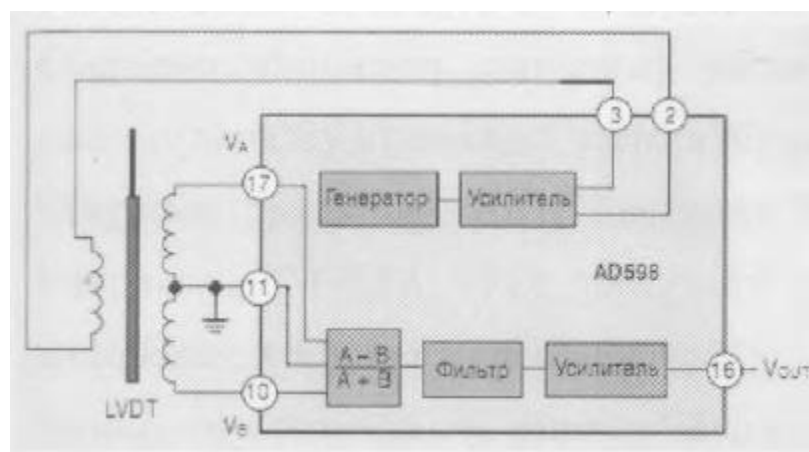 3
2
VA
17
Генератор
Усилитель
11
AD598
A – B
A + B
Фильтр
Усилитель
16
VOUT
10
LVDT
VB